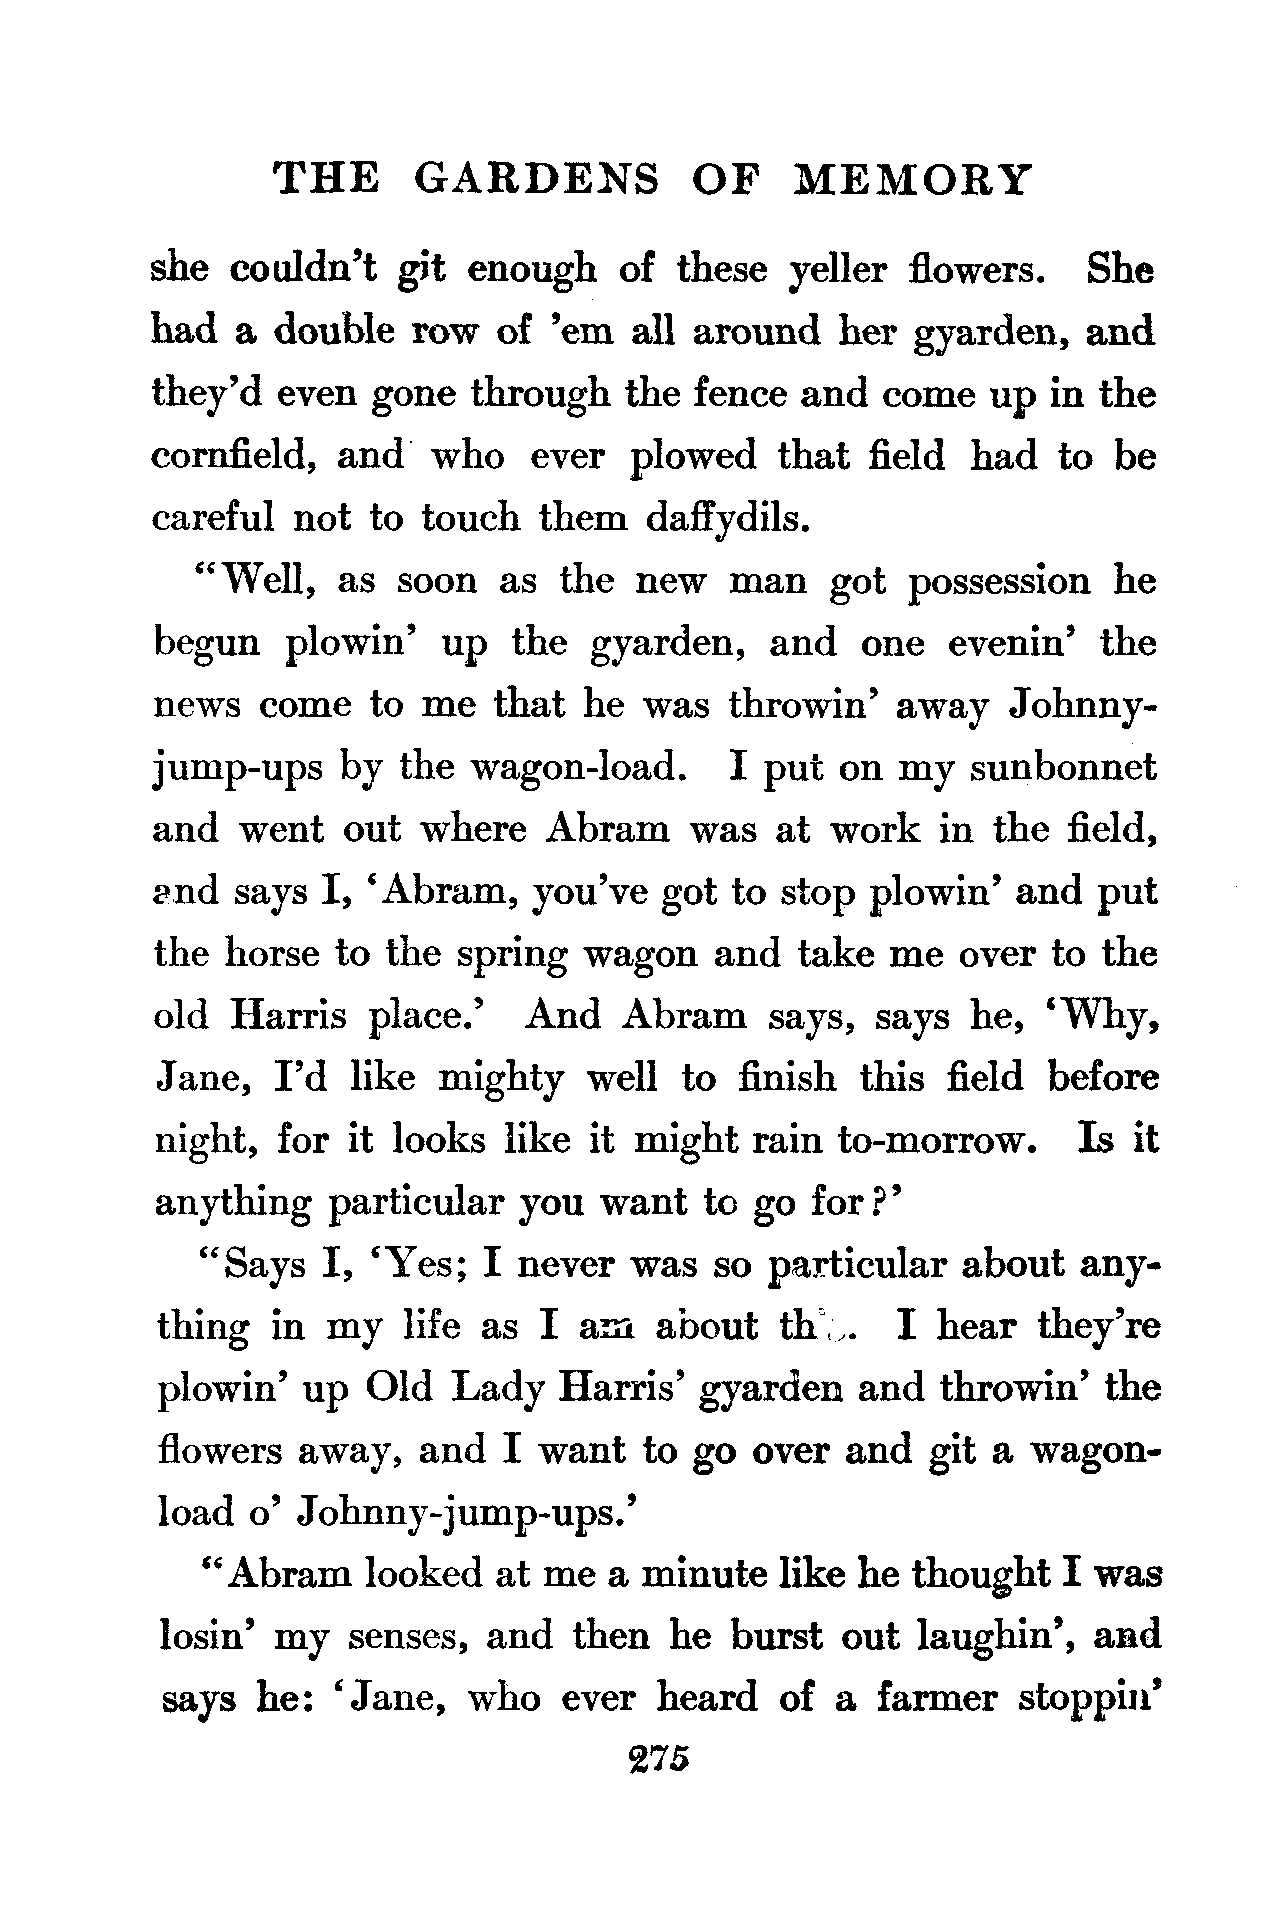 THE GARDENS OF MEMORY
she couldn't git enough of these yeller flowers. She
had a double row of 'em all around her gyarden, and
they'd even gone through the fence and come up in the
cornfield, and who ever plowed that field had to be
careful not to touch them daffydils.
"Well, as soon as the new man got possession he
begun plowin' up the gyarden, and one evenin' the
news come to me that he was throwin' away Johnny-
jump-ups by the wagon-load. I put on my sunbonnet
and went out where Abram was at work in the field,
and says I, 'Abram, you've got to stop plowin' and put
the horse to the spring wagon and take me over to the
old Harris place.' And Abram says, says he, 'Why,
Jane, I'd like mighty well to finish this field before
night, for it looks like it might rain to-morrow. Is it
anything particular you want to go for?'
"Says I, 'Yes; I never was so particular about any-
thing in my life as I am about . I hear they're
plowin' up Old Lady Harris' gyarden and throwin' the
flowers away, and I want to go over and git a wagon-
load o' Johnny-jump-ups.'
"Abram looked at me a minute like he thought I was
losin' my senses, and then he burst out laughin', and
says he: 'Jane, who ever heard of a farmer stoppin'
275